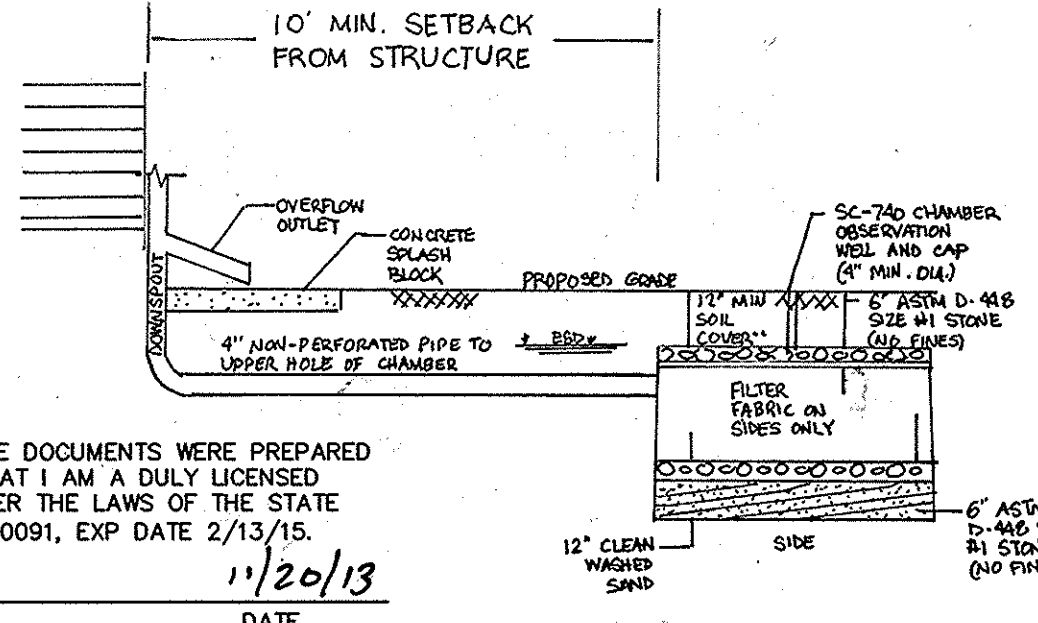 10' MIN. SETBACK
FROM STRUCTURE
OVERFLOW
OUTLET
CONCRETE
SPLASH
BLOCK
DOWNSPOUT
PROPOSED GRADE
SC-740 CHAMBER
OBSERVATION
WELL AND CAP
(4" MIN. DIA.)
12" MIN
SOIL
COVER**
6" ASTM D-448
SIZE #1 STONE
(NO FINES)
4" NON-PERFORATED PIPE TO
UPPER HOLE OF CHAMBER
FILTER
FABRIC ON
SIDES ONLY
E DOCUMENTS WERE PREPARED
AT I AM A DULY LICENSED
ER THE LAWS OF THE STATE
0091, EXP DATE 2/13/15.
11/20/13
DATE
12" CLEAN
WASHED
SAND
SIDE
6" ASTM
D-448
#1 STON
(NO FIN